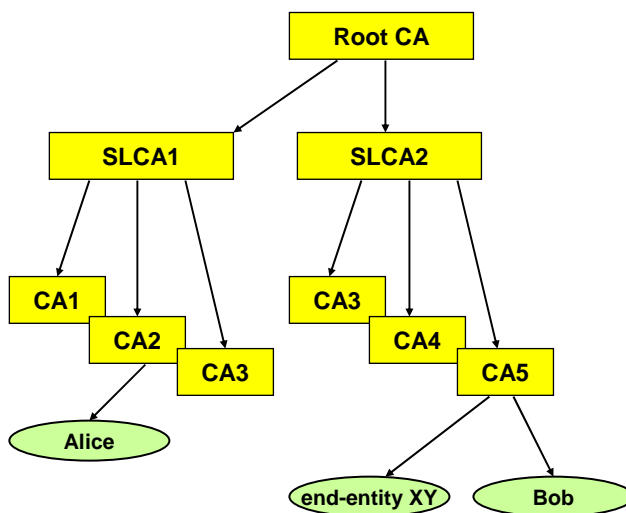 Root CA
SLCA1
SLCA2
CA1
CA2
CA3
CA3
CA4
CA5
Alice
end-entity XY
Bob